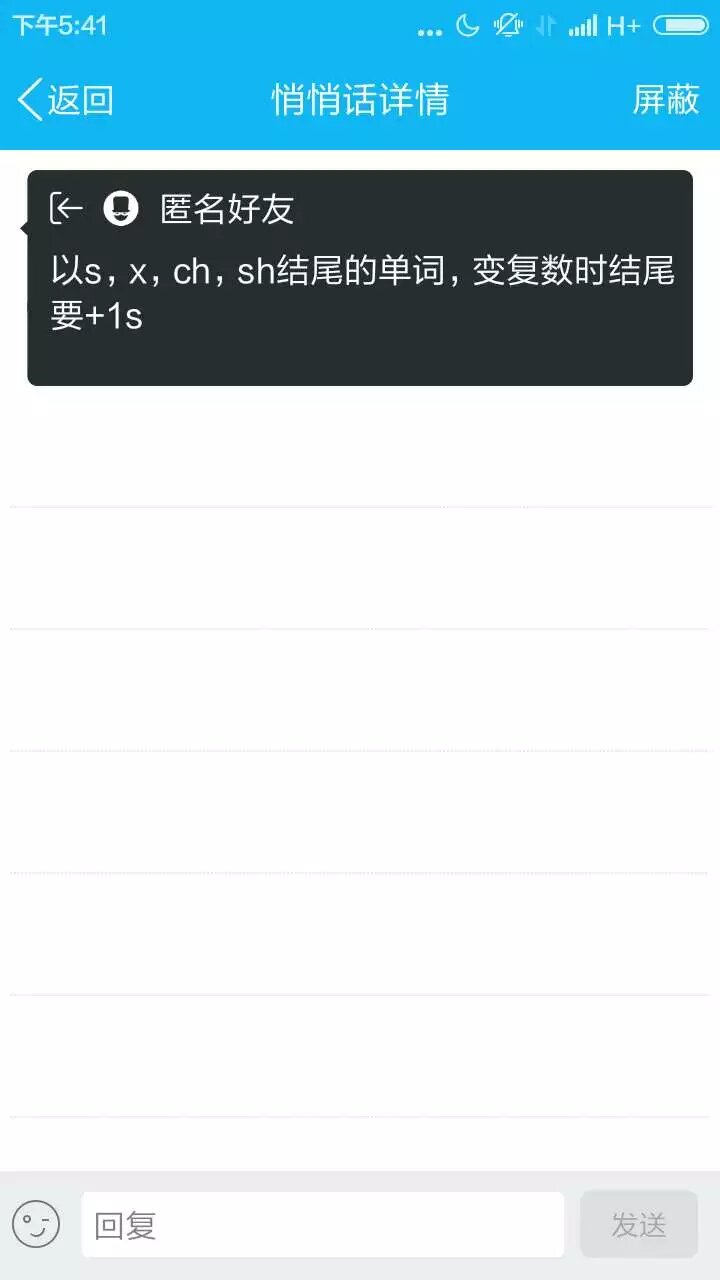 下午5:41
... H+
返回 悄悄话详情 屏蔽
匿名好友
以s，x，ch，sh结尾的单词，变复数时结尾
要+1s
回复 发送